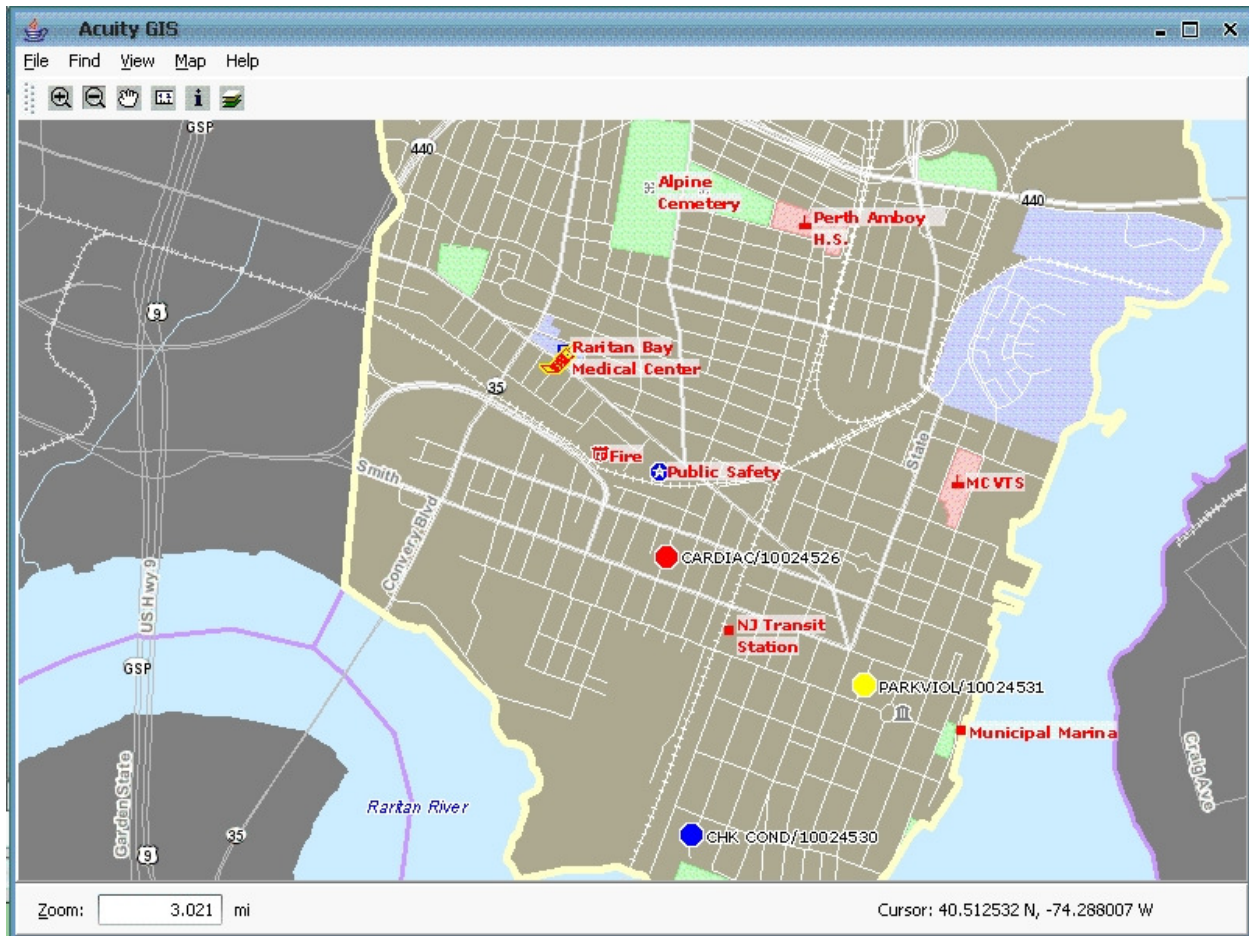 Acuity GIS
File Find View Map Help
GSP
440
Alpine
Cemetery
440
Perth Amboy
H.S.
9
Raritan Bay
Medical Center
35
State
Fire
Smith
Public Safety
MCVTS
Convery Blvd
CARDIAC/10024526
US Hwy 9
NJ Transit
Station
GSP
PARKVIOL/10024531
Municipal Marina
Craig Ave
Garden State
Raritan River
35
CHK COND/10024530
9
Zoom: 3.021 mi
Cursor: 40.512532 N, -74.288007 W